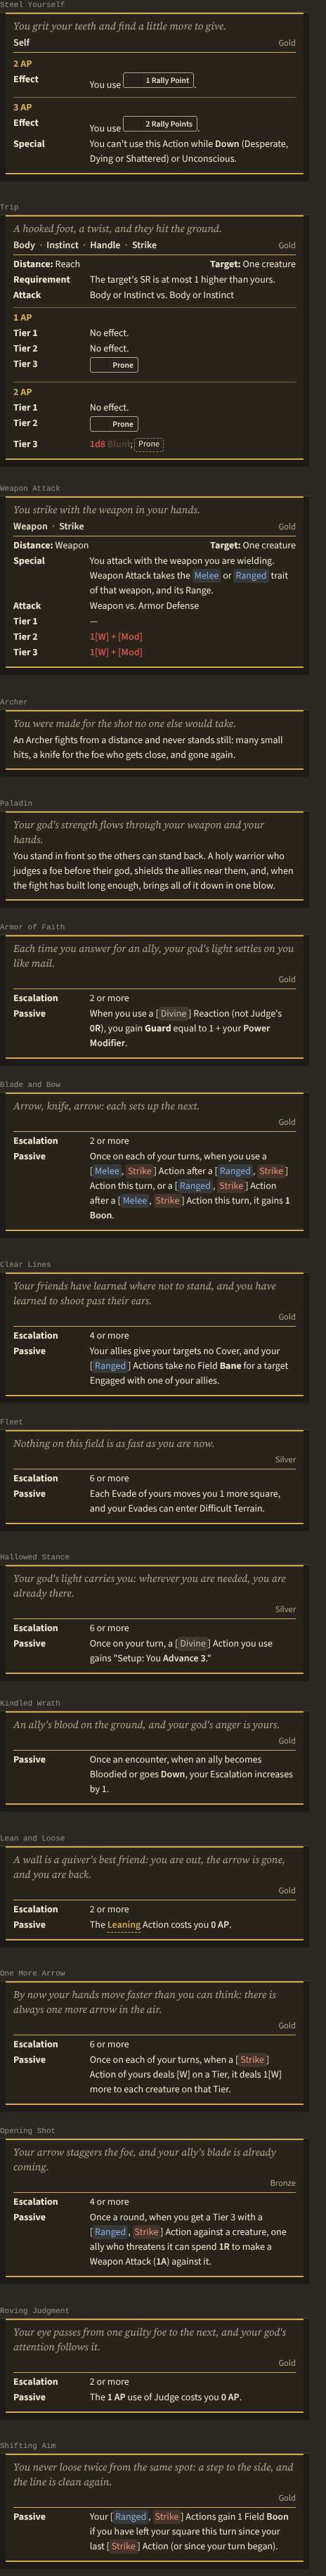 Steel Yourself
You grit your teeth and find a little more to give.
Self Gold
2 AP
Effect You use 1 Rally Point.
3 AP
Effect You use 2 Rally Points.
Special You can't use this Action while Down (Desperate,
Dying or Shattered) or Unconscious.
Trip
A hooked foot, a twist, and they hit the ground.
Body · Instinct · Handle · Strike Gold
Distance: Reach Target: One creature
Requirement The target's SR is at most 1 higher than yours.
Attack Body or Instinct vs. Body or Instinct
1 AP
Tier 1 No effect.
Tier 2 No effect.
Tier 3 Prone
2 AP
Tier 1 No effect.
Tier 2 Prone
Tier 3 1d8 Blunt; Prone
Weapon Attack
You strike with the weapon in your hands.
Weapon · Strike Gold
Distance: Weapon Target: One creature
Special You attack with the weapon you are wielding.
Weapon Attack takes the Melee or Ranged trait
of that weapon, and its Range.
Attack Weapon vs. Armor Defense
Tier 1 —
Tier 2 1[W] + [Mod]
Tier 3 1[W] + [Mod]
Archer
You were made for the shot no one else would take.
An Archer fights from a distance and never stands still: many small
hits, a knife for the foe who gets close, and gone again.
Paladin
Your god's strength flows through your weapon and your
hands.
You stand in front so the others can stand back. A holy warrior who
judges a foe before their god, shields the allies near them, and, when
the fight has built long enough, brings all of it down in one blow.
Armor of Faith
Each time you answer for an ally, your god's light settles on you
like mail.
Gold
Escalation 2 or more
Passive When you use a [Divine] Reaction (not Judge's
0R), you gain Guard equal to 1 + your Power
Modifier.
Blade and Bow
Arrow, knife, arrow: each sets up the next.
Gold
Escalation 2 or more
Passive Once on each of your turns, when you use a
[Melee, Strike] Action after a [Ranged, Strike]
Action this turn, or a [Ranged, Strike] Action
after a [Melee, Strike] Action this turn, it gains 1
Boon.
Clear Lines
Your friends have learned where not to stand, and you have
learned to shoot past their ears.
Gold
Escalation 4 or more
Passive Your allies give your targets no Cover, and your
[Ranged] Actions take no Field Bane for a target
Engaged with one of your allies.
Fleet
Nothing on this field is as fast as you are now.
Silver
Escalation 6 or more
Passive Each Evade of yours moves you 1 more square,
and your Evades can enter Difficult Terrain.
Hallowed Stance
Your god's light carries you: wherever you are needed, you are
already there.
Silver
Escalation 6 or more
Passive Once on your turn, a [Divine] Action you use
gains "Setup: You Advance 3."
Kindled Wrath
An ally's blood on the ground, and your god's anger is yours.
Gold
Passive Once an encounter, when an ally becomes
Bloodied or goes Down, your Escalation increases
by 1.
Lean and Loose
A wall is a quiver's best friend: you are out, the arrow is gone,
and you are back.
Gold
Escalation 2 or more
Passive The Leaning Action costs you 0 AP.
One More Arrow
By now your hands move faster than you can think: there is
always one more arrow in the air.
Gold
Escalation 6 or more
Passive Once on each of your turns, when a [Strike]
Action of yours deals [W] on a Tier, it deals 1[W]
more to each creature on that Tier.
Opening Shot
Your arrow staggers the foe, and your ally's blade is already
coming.
Bronze
Escalation 4 or more
Passive Once a round, when you get a Tier 3 with a
[Ranged, Strike] Action against a creature, one
ally who threatens it can spend 1R to make a
Weapon Attack (1A) against it.
Roving Judgment
Your eye passes from one guilty foe to the next, and your god's
attention follows it.
Gold
Escalation 2 or more
Passive The 1 AP use of Judge costs you 0 AP.
Shifting Aim
You never loose twice from the same spot: a step to the side, and
the line is clean again.
Gold
Passive Your [Ranged, Strike] Actions gain 1 Field Boon
if you have left your square this turn since your
last [Strike] Action (or since your turn began).